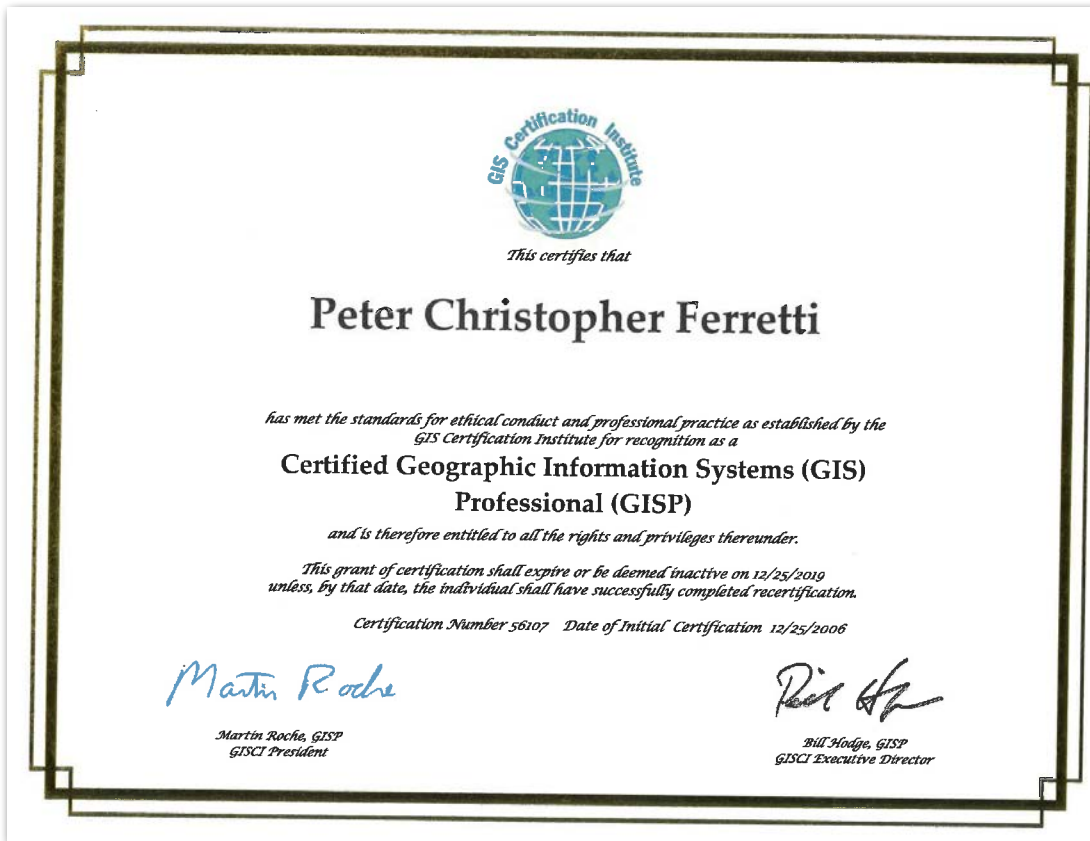 GIS Certification Institute
This certifies that
Peter Christopher Ferretti
has met the standards for ethical conduct and professional practice as established by the
GIS Certification Institute for recognition as a
Certified Geographic Information Systems (GIS)
Professional (GISP)
and is therefore entitled to all the rights and privileges thereunder.
This grant of certification shall expire or be deemed inactive on 12/25/2019
unless, by that date, the individual shall have successfully completed recertification.
Certification Number 56107 Date of Initial Certification 12/25/2006
Martin Roche
Martin Roche, GISP
GISCI President
Bill Hodge, GISP
GISCI Executive Director